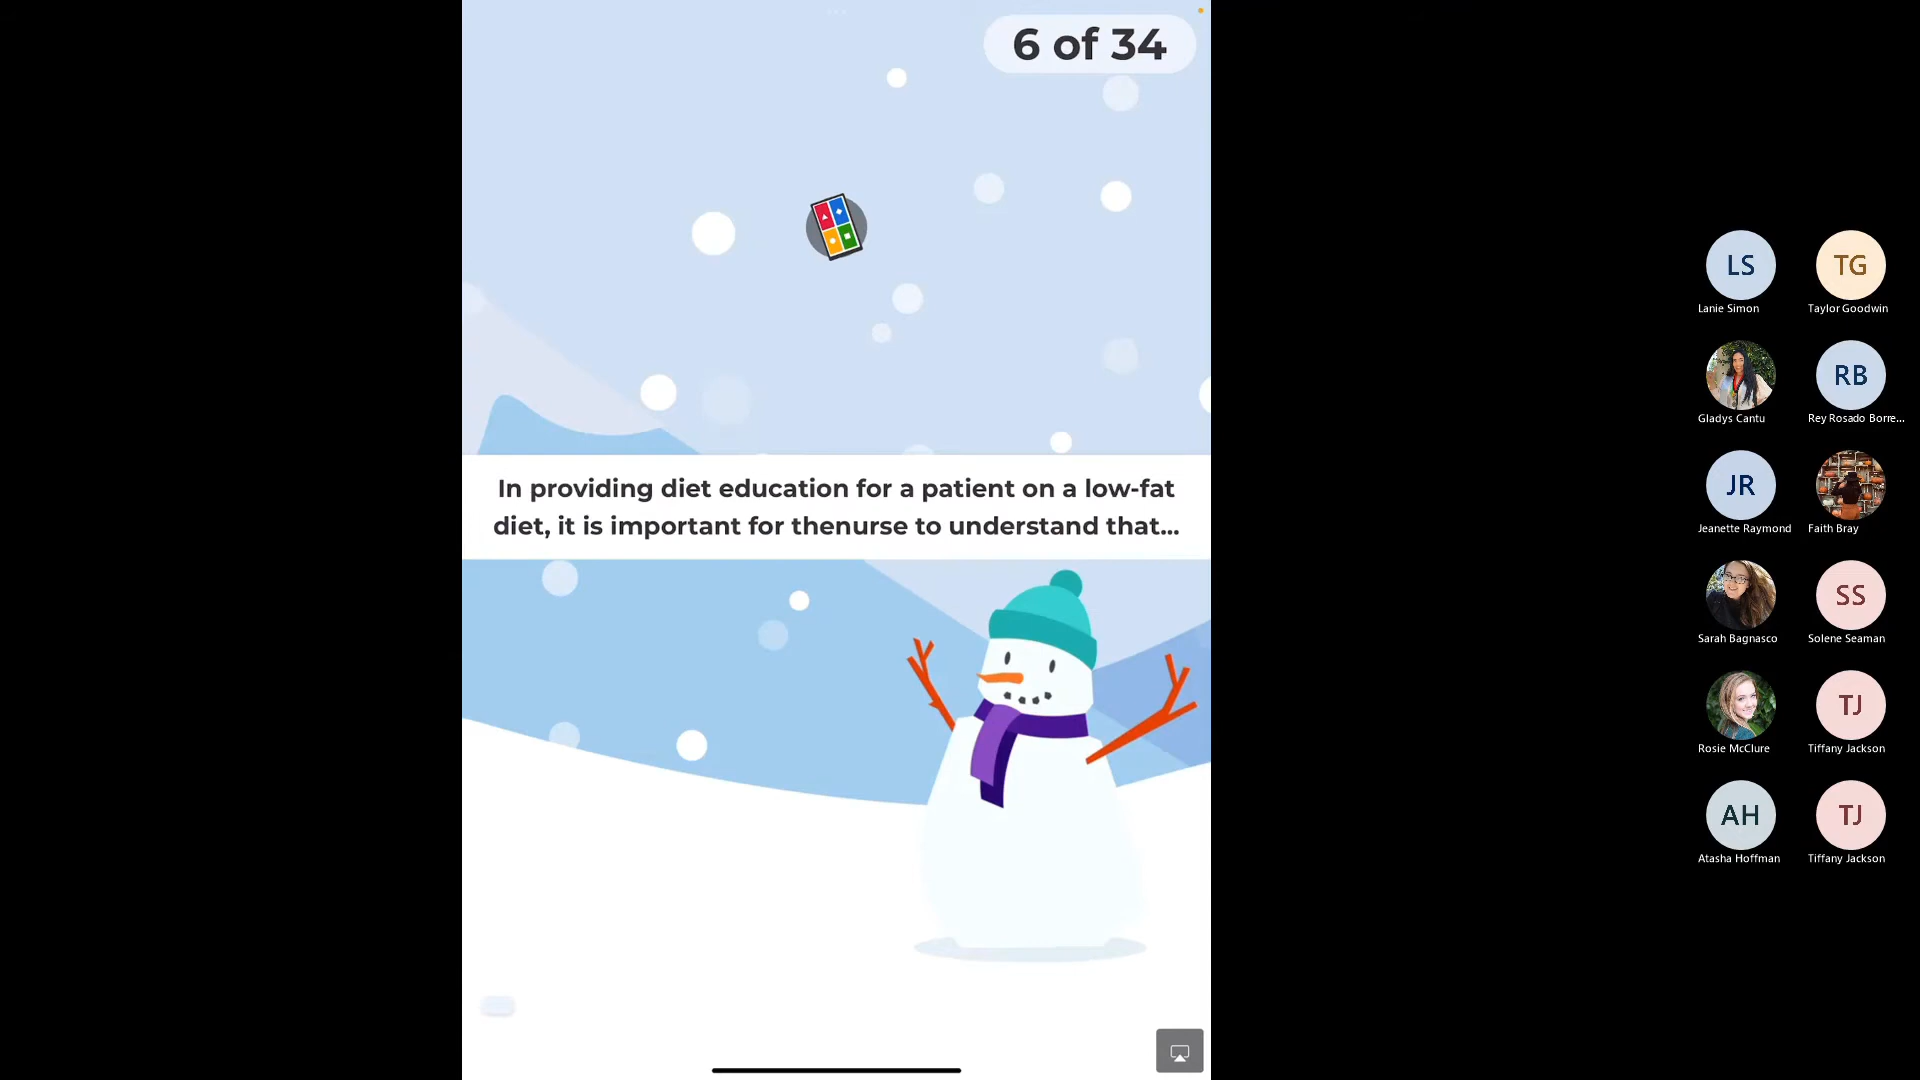 6 of 34
In providing diet education for a patient on a low-fat
diet, it is important for thenurse to understand that...
LS
TG
Lanie Simon
Taylor Goodwin
RB
Gladys Cantu
Rey Rosado Borre...
JR
Jeanette Raymond
Faith Bray
SS
Sarah Bagnasco
Solene Seaman
TJ
Rosie McClure
Tiffany Jackson
AH
TJ
Atasha Hoffman
Tiffany Jackson